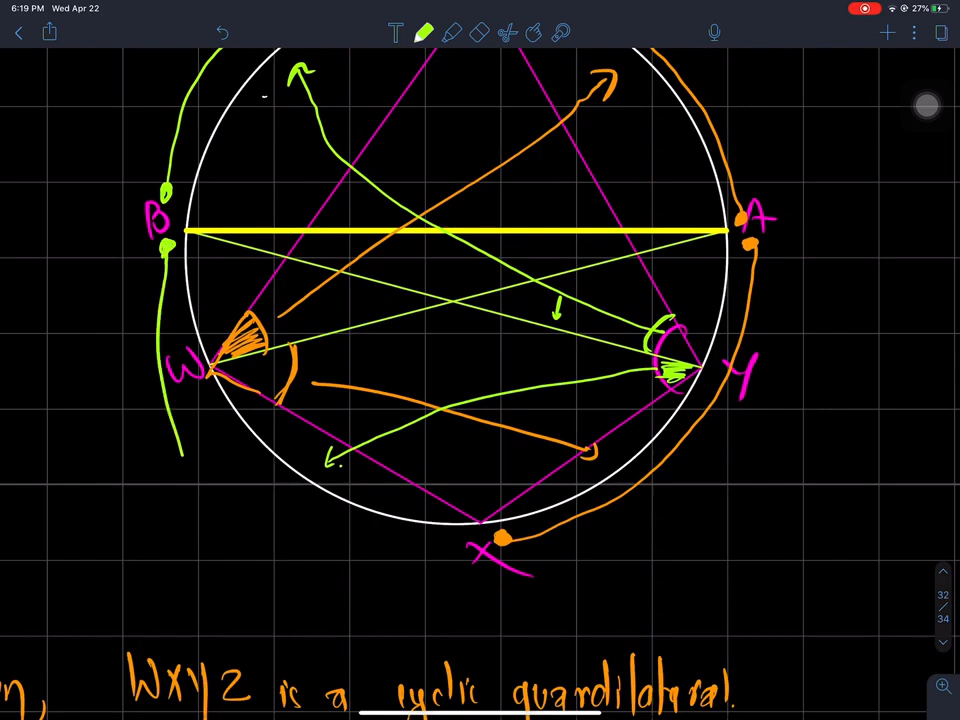 6:19 PM Wed Apr 22
27%
T
B
A
W
Y
X
32
/
34
WXYZ is a cyclic quardilateral.